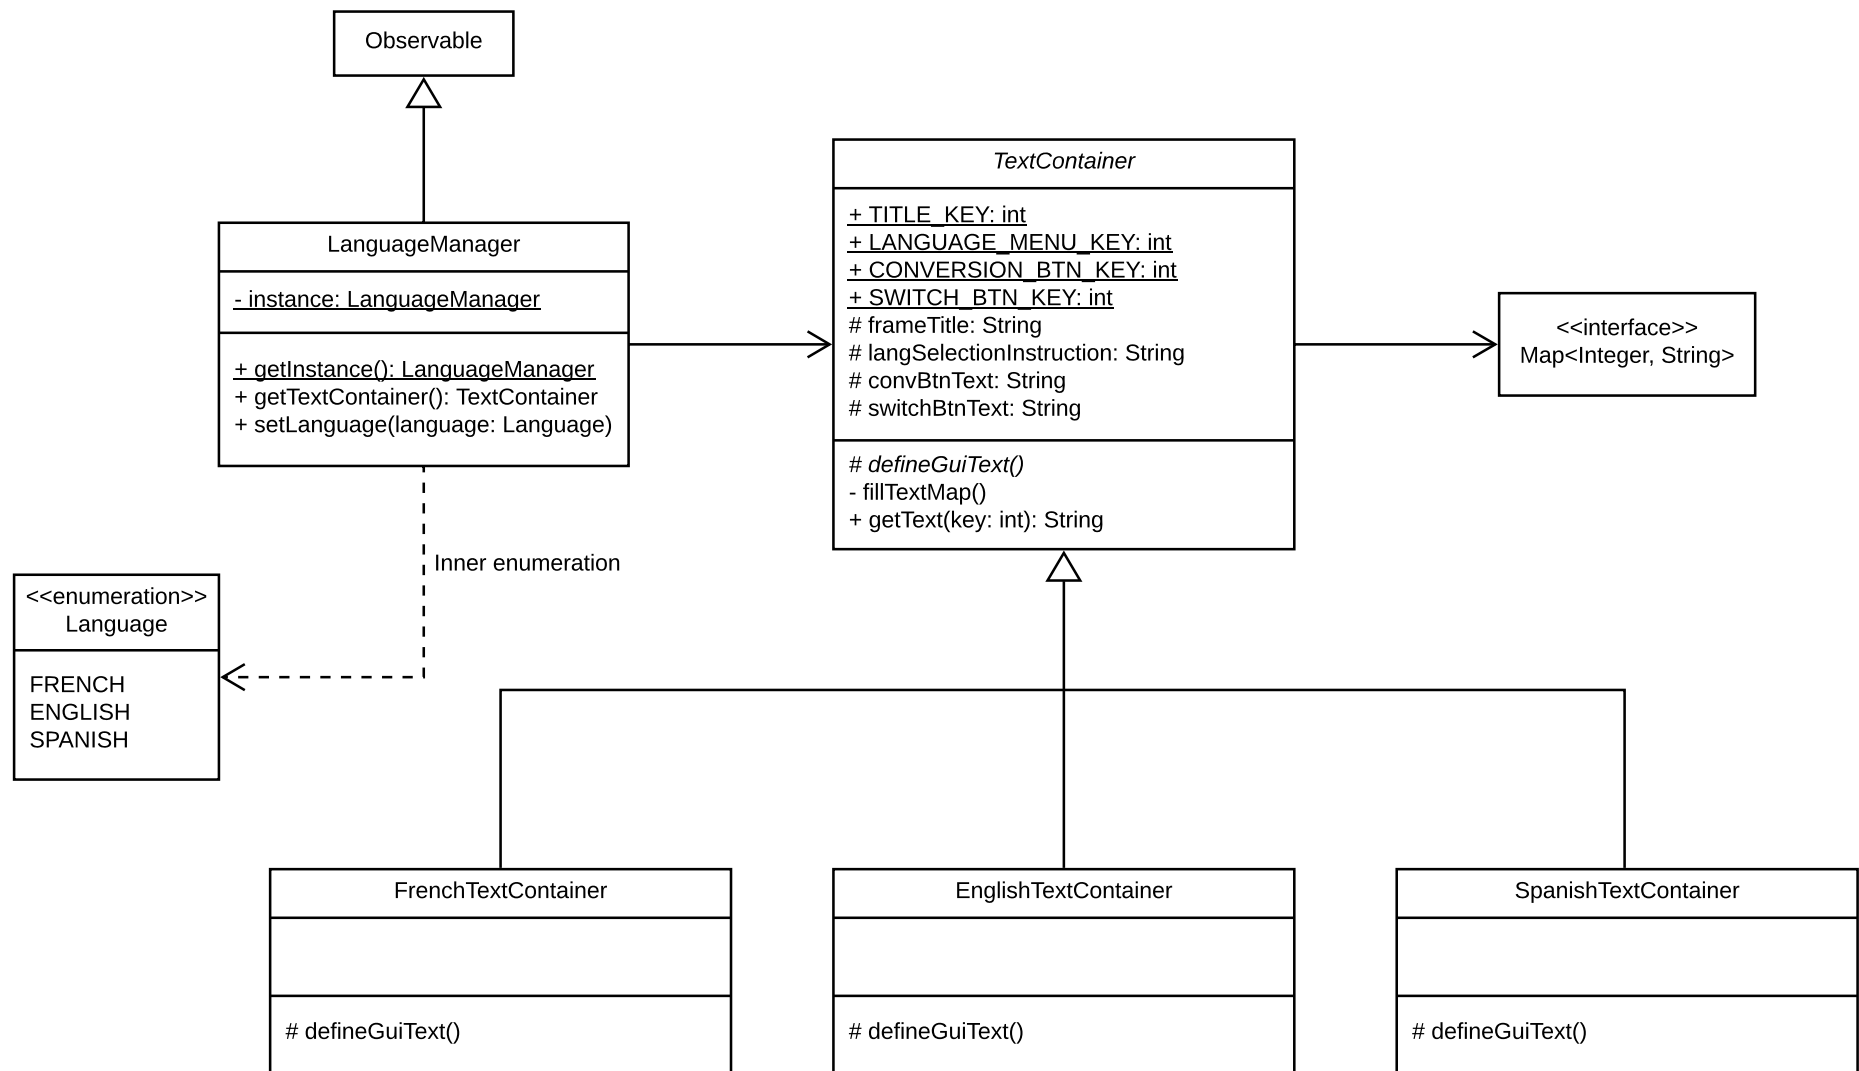 Observable
LanguageManager
- instance: LanguageManager
+ getInstance(): LanguageManager
+ getTextContainer(): TextContainer
+ setLanguage(language: Language)
TextContainer
+ TITLE_KEY: int
+ LANGUAGE_MENU_KEY: int
+ CONVERSION_BTN_KEY: int
+ SWITCH_BTN_KEY: int
# frameTitle: String
# langSelectionInstruction: String
# convBtnText: String
# switchBtnText: String
# defineGuiText()
- fillTextMap()
+ getText(key: int): String
<<interface>>
Map<Integer, String>
Inner enumeration
<<enumeration>>
Language
FRENCH
ENGLISH
SPANISH
FrenchTextContainer
# defineGuiText()
EnglishTextContainer
# defineGuiText()
SpanishTextContainer
# defineGuiText()